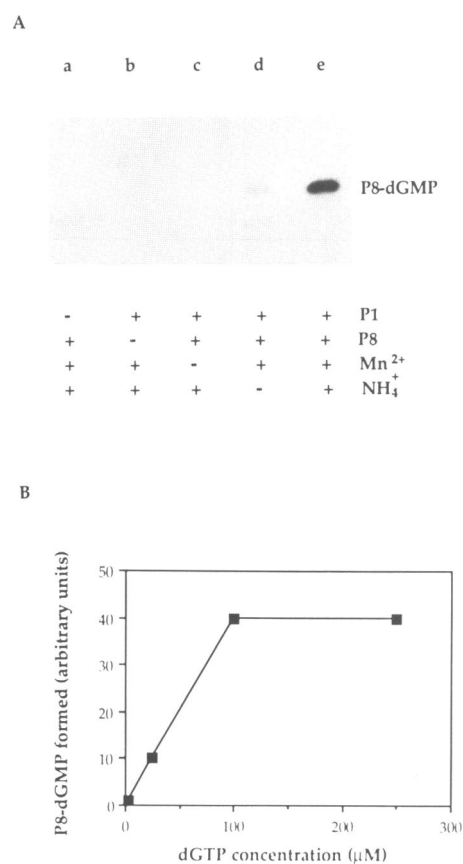 A
a b c d e
P8-dGMP
- + + + + P1
+ - + + + P8
+ + - + + Mn 2+
+ + + - + NH4+
B
P8-dGMP formed (arbitrary units)
50
40
30
20
10
0
0 100 200 300
dGTP concentration (μM)